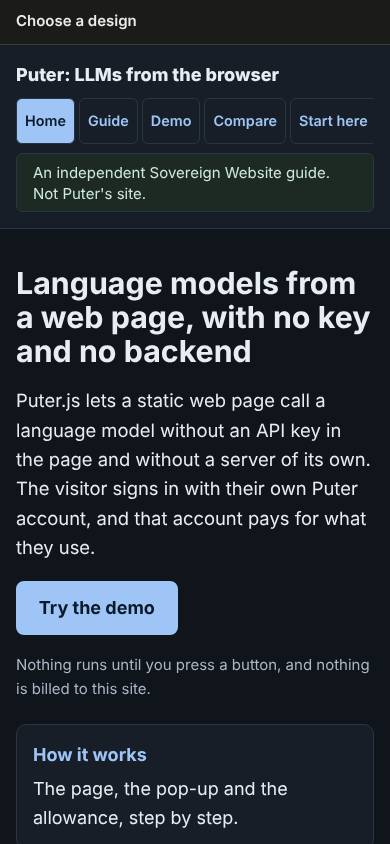 Choose a design
Puter: LLMs from the browser
Home Guide Demo Compare Start here
An independent Sovereign Website guide.
Not Puter's site.
Language models from
a web page, with no key
and no backend
Puter.js lets a static web page call a
language model without an API key in
the page and without a server of its own.
The visitor signs in with their own Puter
account, and that account pays for what
they use.
Try the demo
Nothing runs until you press a button, and nothing
is billed to this site.
How it works
The page, the pop-up and the
allowance, step by step.